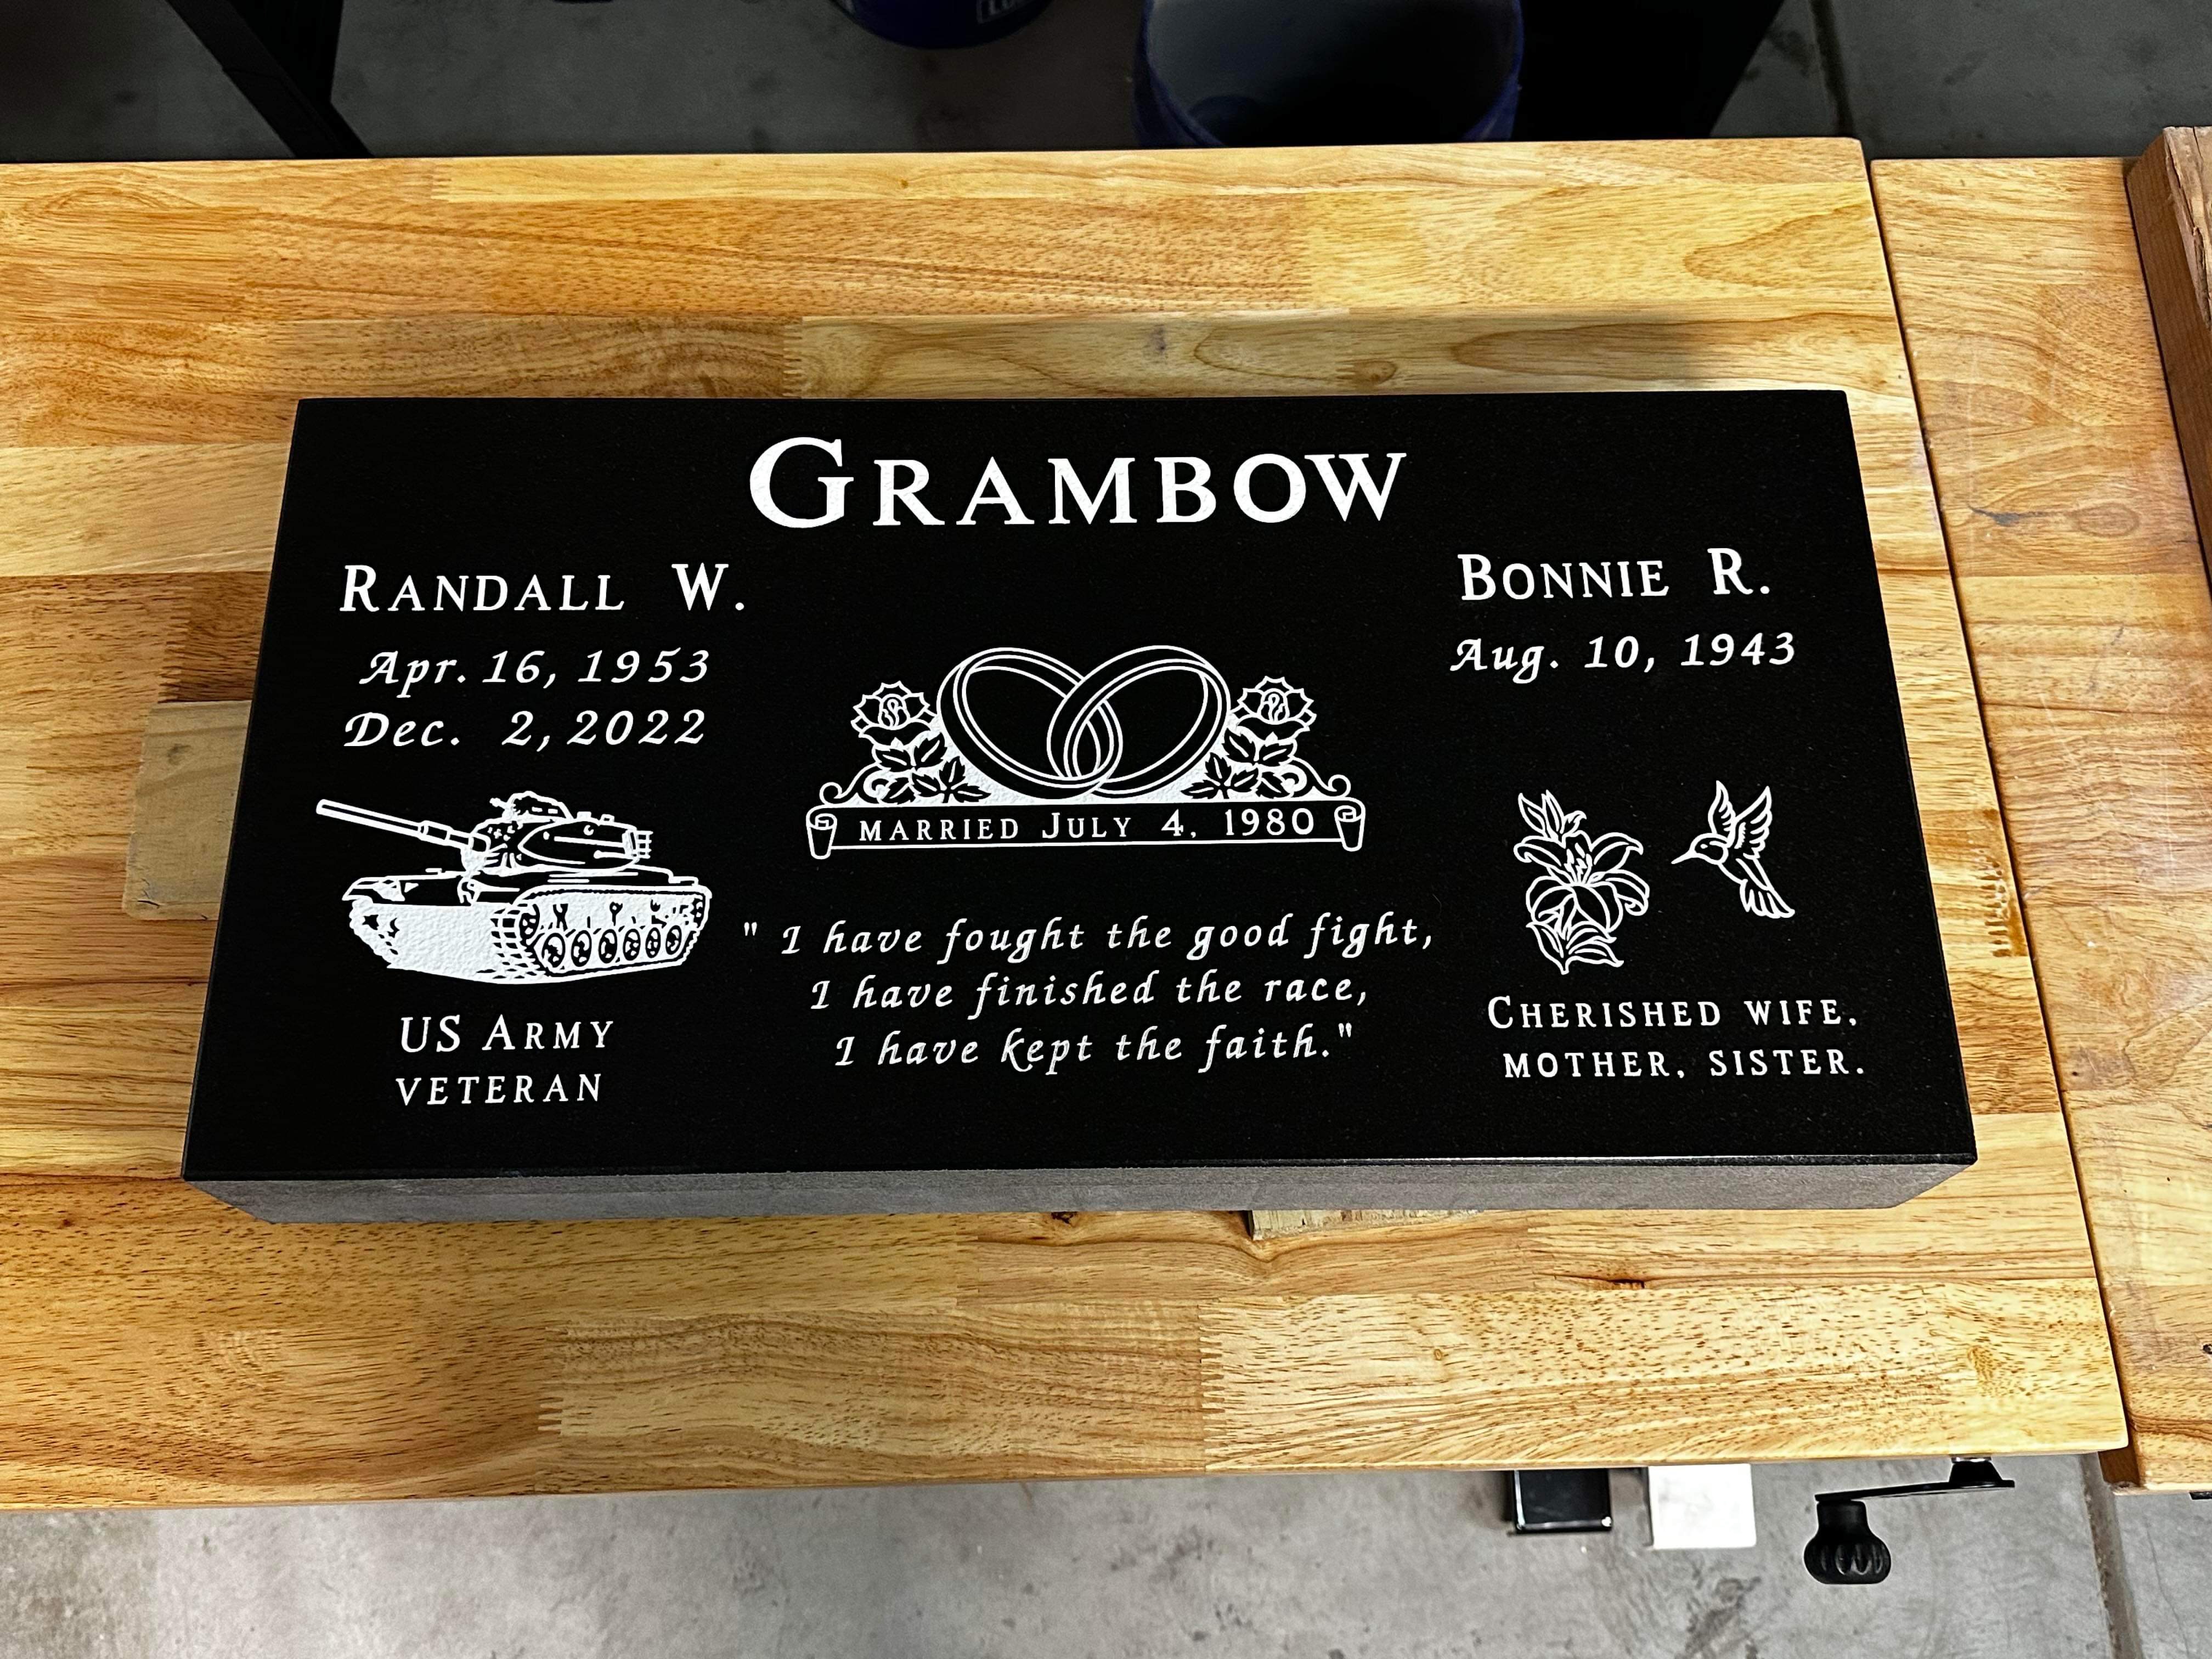 GRAMBOW
RANDALL W.
Apr. 16, 1953
Dec. 2, 2022
BONNIE R.
Aug. 10, 1943
MARRIED JULY 4, 1980
" I have fought the good fight,
I have finished the race,
I have kept the faith."
US ARMY
VETERAN
CHERISHED WIFE,
MOTHER, SISTER.